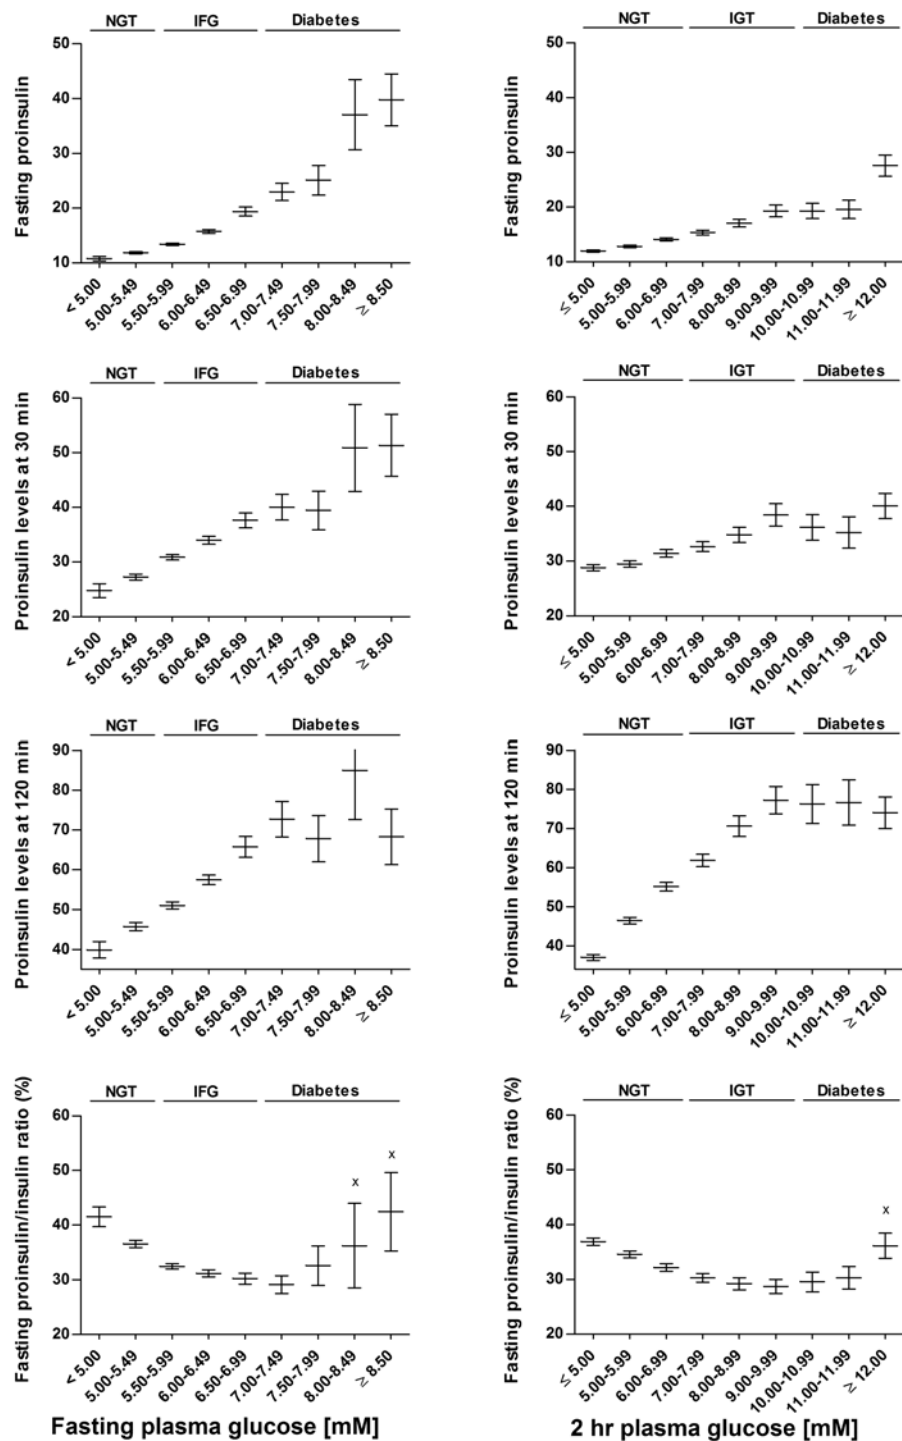 NGT IFG Diabetes
Fasting proinsulin
50
40
30
20
10
< 5.00 5.00-5.49 5.50-5.99 6.00-6.49 6.50-6.99 7.00-7.49 7.50-7.99 8.00-8.49 ≥ 8.50
NGT IGT Diabetes
Fasting proinsulin
50
40
30
20
10
≤ 5.00 5.00-5.99 6.00-6.99 7.00-7.99 8.00-8.99 9.00-9.99 10.00-10.99 11.00-11.99 ≥ 12.00
NGT IFG Diabetes
Proinsulin levels at 30 min
60
50
40
30
20
< 5.00 5.00-5.49 5.50-5.99 6.00-6.49 6.50-6.99 7.00-7.49 7.50-7.99 8.00-8.49 ≥ 8.50
NGT IGT Diabetes
Proinsulin levels at 30 min
60
50
40
30
20
≤ 5.00 5.00-5.99 6.00-6.99 7.00-7.99 8.00-8.99 9.00-9.99 10.00-10.99 11.00-11.99 ≥ 12.00
NGT IFG Diabetes
Proinsulin levels at 120 min
90
80
70
60
50
40
< 5.00 5.00-5.49 5.50-5.99 6.00-6.49 6.50-6.99 7.00-7.49 7.50-7.99 8.00-8.49 ≥ 8.50
NGT IGT Diabetes
Proinsulin levels at 120 min
90
80
70
60
50
40
≤ 5.00 5.00-5.99 6.00-6.99 7.00-7.99 8.00-8.99 9.00-9.99 10.00-10.99 11.00-11.99 ≥ 12.00
NGT IFG Diabetes
Fasting proinsulin/insulin ratio (%)
60
50
40
30
20
x x
< 5.00 5.00-5.49 5.50-5.99 6.00-6.49 6.50-6.99 7.00-7.49 7.50-7.99 8.00-8.49 ≥ 8.50
Fasting plasma glucose [mM]
NGT IGT Diabetes
Fasting proinsulin/insulin ratio (%)
60
50
40
30
20
x
≤ 5.00 5.00-5.99 6.00-6.99 7.00-7.99 8.00-8.99 9.00-9.99 10.00-10.99 11.00-11.99 ≥ 12.00
2 hr plasma glucose [mM]